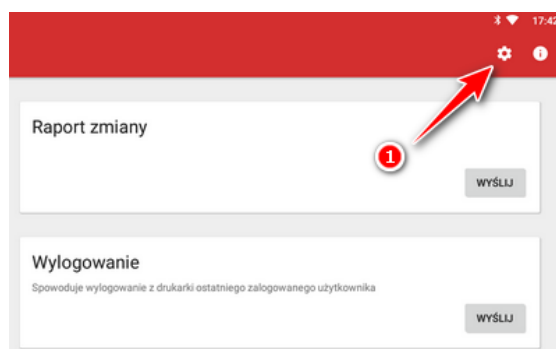 17:42
1
Raport zmiany
WYŚLIJ
Wylogowanie
Spowoduje wylogowanie z drukarki ostatniego zalogowanego użytkownika
WYŚLIJ